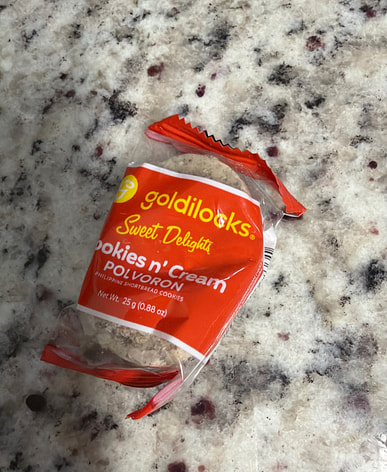 goldilocks®
Sweet Delights
ookies n' Cream
POLVORON
PHILIPPINE SHORTBREAD COOKIES
Net Wt. 25 g (0.88 oz)